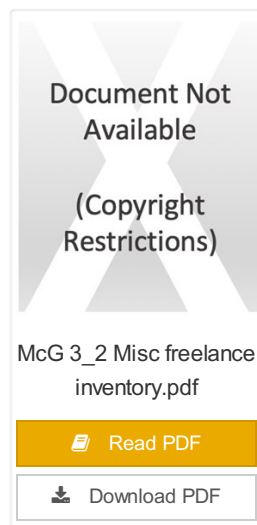 Document Not
Available
(Copyright
Restrictions)
McG 3_2 Misc freelance
inventory.pdf
Read PDF
Download PDF